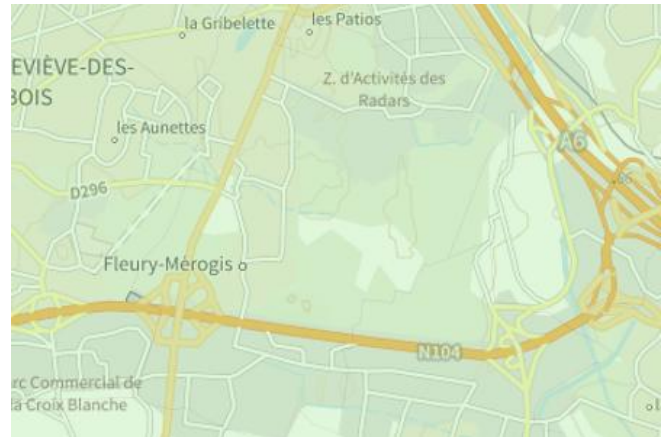 la Gribelette
les Patios
EVIÈVE-DES-
BOIS
Z. d'Activités des
Radars
les Aunettes
A6
D296
Fleury-Mérogis
N104
rc Commercial de
la Croix Blanche